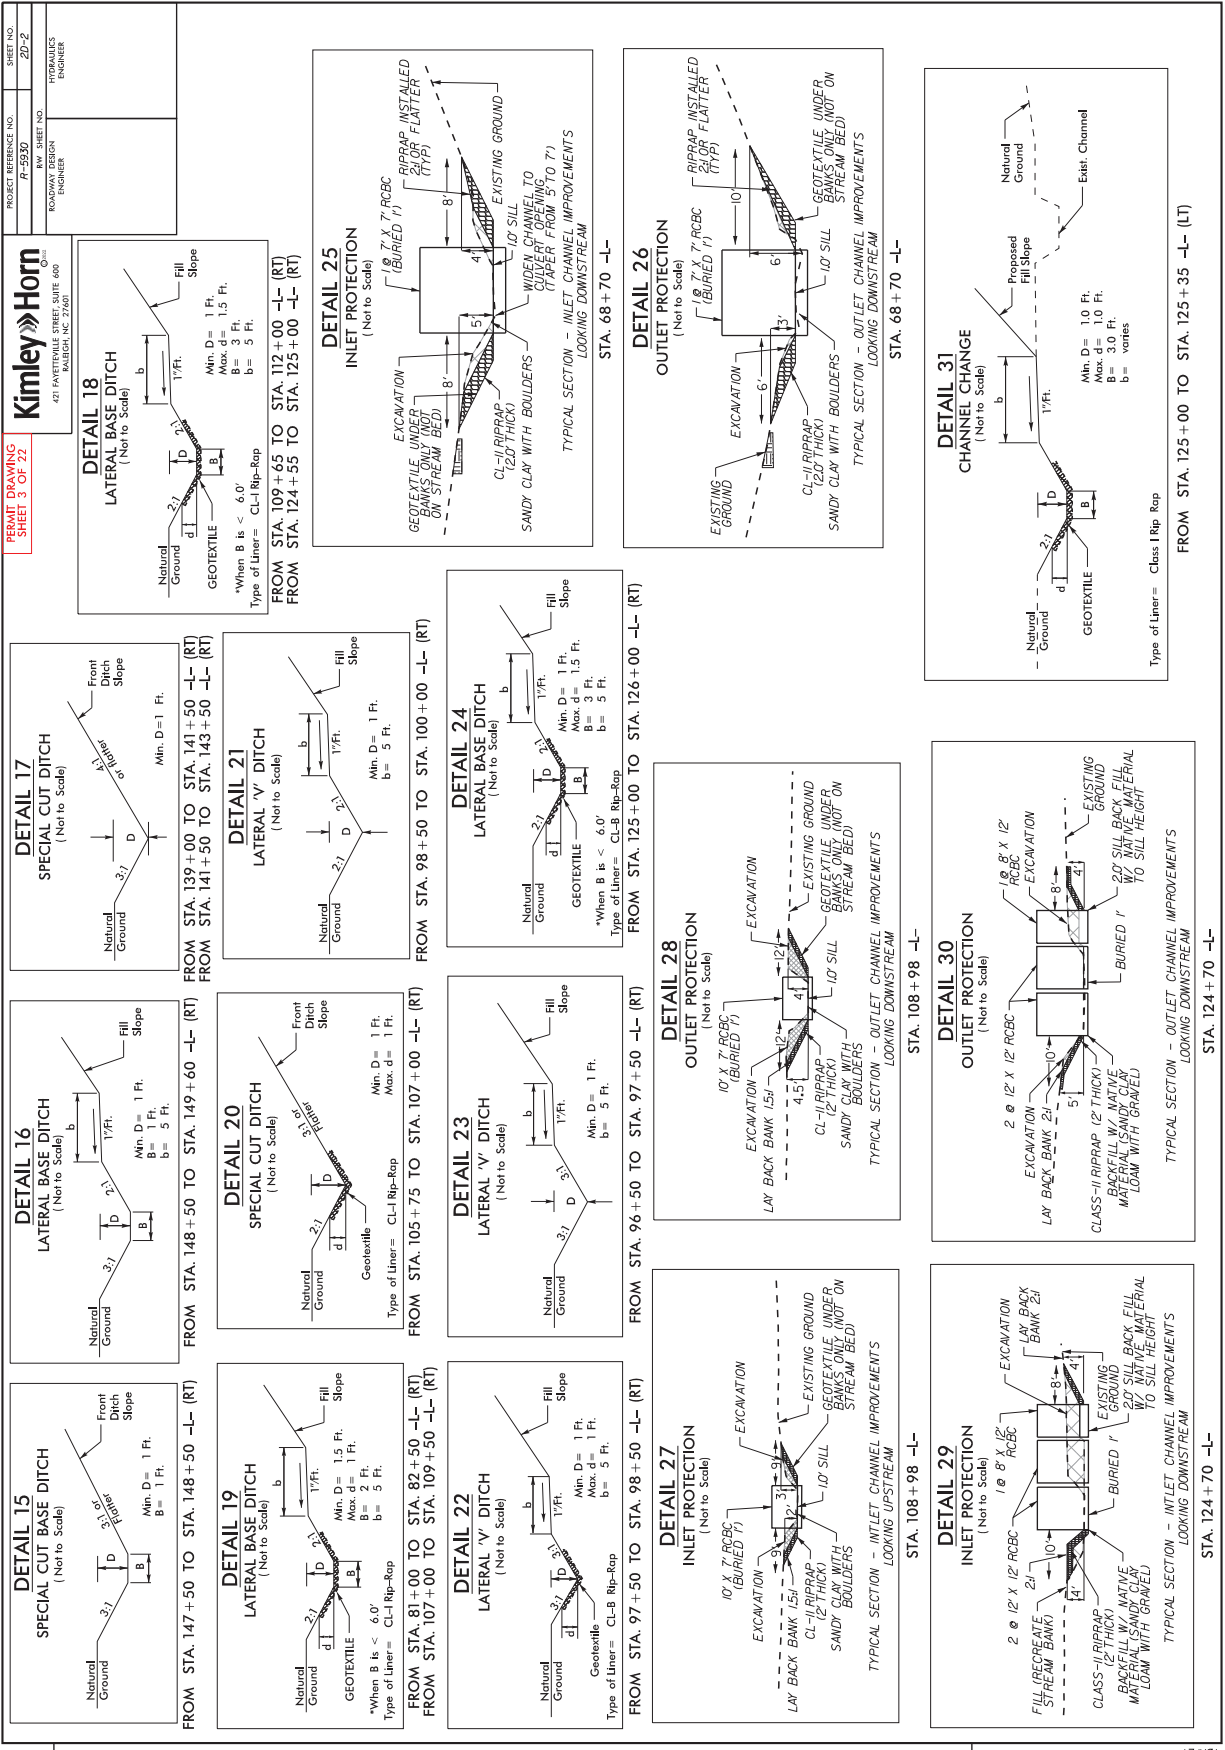 PROJECT REFERENCE NO.
SHEET NO.
R-5930
2D-2
R/W SHEET NO.
ROADWAY DESIGN
ENGINEER
HYDRAULICS
ENGINEER
Kimley»Horn
©
421 FAYETTEVILLE STREET, SUITE 600
RALEIGH, NC 27601
PERMIT DRAWING
SHEET 3 OF 22
DETAIL 15
SPECIAL CUT BASE DITCH
( Not to Scale)
Natural
Ground
3:1
D
B
3:1 or
Flatter
Front
Ditch
Slope
Min. D = 1 Ft.
B = 1 Ft.
FROM STA. 147+50 TO STA. 148+50 -L- (RT)
DETAIL 16
LATERAL BASE DITCH
( Not to Scale)
Natural
Ground
3:1
D
B
2:1
b
1"/Ft.
Fill
Slope
Min. D = 1 Ft.
B = 1 Ft.
b = 5 Ft.
FROM STA. 148+50 TO STA. 149+60 -L- (RT)
DETAIL 17
SPECIAL CUT DITCH
( Not to Scale)
Natural
Ground
3:1
D
4:1
or flatter
Front
Ditch
Slope
Min. D = 1 Ft.
FROM STA. 139+00 TO STA. 141+50 -L- (RT)
FROM STA. 141+50 TO STA. 143+50 -L- (RT)
DETAIL 18
LATERAL BASE DITCH
( Not to Scale)
Natural
Ground
2:1
d
D
B
2:1
b
1"/Ft.
Fill
Slope
GEOTEXTILE
Min. D = 1 Ft.
Max. d = 1.5 Ft.
B = 3 Ft.
b = 5 Ft.
*When B is < 6.0'
Type of Liner = CL-I Rip-Rap
FROM STA. 109+65 TO STA. 112+00 -L- (RT)
FROM STA. 124+55 TO STA. 125+00 -L- (RT)
DETAIL 19
LATERAL BASE DITCH
( Not to Scale)
Natural
Ground
2:1
d
D
B
2:1
b
1"/Ft.
Fill
Slope
GEOTEXTILE
Min. D = 1.5 Ft.
Max. d = 1 Ft.
B = 2 Ft.
b = 5 Ft.
*When B is < 6.0'
Type of Liner = CL-I Rip-Rap
FROM STA. 81+00 TO STA. 82+50 -L- (RT)
FROM STA. 107+00 TO STA. 109+50 -L- (RT)
DETAIL 20
SPECIAL CUT DITCH
( Not to Scale)
Natural
Ground
2:1
d
D
3:1 or
Flatter
Front
Ditch
Slope
Geotextile
Min. D = 1 Ft.
Max. d = 1 Ft.
Type of Liner = CL-I Rip-Rap
FROM STA. 105+75 TO STA. 107+00 -L- (RT)
DETAIL 21
LATERAL 'V' DITCH
( Not to Scale)
Natural
Ground
2:1
D
2:1
b
1"/Ft.
Fill
Slope
Min. D = 1 Ft.
b = 5 Ft.
FROM STA. 98+50 TO STA. 100+00 -L- (RT)
DETAIL 22
LATERAL 'V' DITCH
( Not to Scale)
Natural
Ground
3:1
d
D
3:1
b
1"/Ft.
Fill
Slope
Geotextile
Min. D = 1 Ft.
Max. d = 1 Ft.
b = 5 Ft.
Type of Liner = CL-B Rip-Rap
FROM STA. 97+50 TO STA. 98+50 -L- (RT)
DETAIL 23
LATERAL 'V' DITCH
( Not to Scale)
Natural
Ground
3:1
D
3:1
b
1"/Ft.
Fill
Slope
Min. D = 1 Ft.
b = 5 Ft.
FROM STA. 96+50 TO STA. 97+50 -L- (RT)
DETAIL 24
LATERAL BASE DITCH
( Not to Scale)
Natural
Ground
2:1
d
D
B
2:1
b
1"/Ft.
Fill
Slope
GEOTEXTILE
Min. D = 1 Ft.
Max. d = 1.5 Ft.
B = 3 Ft.
b = 5 Ft.
*When B is < 6.0'
Type of Liner = CL-B Rip-Rap
FROM STA. 125+00 TO STA. 126+00 -L- (RT)
DETAIL 25
INLET PROTECTION
( Not to Scale)
1 @ 7' X 7' RCBC
(BURIED 1')
RIPRAP INSTALLED
2:1 OR FLATTER
(TYP)
EXCAVATION
GEOTEXTILE UNDER
BANKS ONLY (NOT
ON STREAM BED)
8'
5'
4'
8'
EXISTING GROUND
1.0' SILL
WIDEN CHANNEL TO
CULVERT OPENING
(TAPER FROM 5' TO 7')
CL-II RIPRAP
(2.0' THICK)
SANDY CLAY WITH BOULDERS
TYPICAL SECTION - INLET CHANNEL IMPROVEMENTS
LOOKING DOWNSTREAM
STA. 68+70 -L-
DETAIL 26
OUTLET PROTECTION
( Not to Scale)
1 @ 7' X 7' RCBC
(BURIED 1')
RIPRAP INSTALLED
2:1 OR FLATTER
(TYP)
EXCAVATION
EXISTING
GROUND
6'
3'
6'
10'
GEOTEXTILE UNDER
BANKS ONLY (NOT ON
STREAM BED)
1.0' SILL
CL-II RIPRAP
(2.0' THICK)
SANDY CLAY WITH BOULDERS
TYPICAL SECTION - OUTLET CHANNEL IMPROVEMENTS
LOOKING DOWNSTREAM
STA. 68+70 -L-
DETAIL 27
INLET PROTECTION
( Not to Scale)
10' X 7' RCBC
(BURIED 1')
EXCAVATION
EXCAVATION
LAY BACK BANK 1.5:1
9'
2'
3'
9'
EXISTING GROUND
GEOTEXTILE UNDER
BANKS ONLY (NOT ON
STREAM BED)
1.0' SILL
CL-II RIPRAP
(2' THICK)
SANDY CLAY WITH
BOULDERS
TYPICAL SECTION - INTLET CHANNEL IMPROVEMENTS
LOOKING UPSTREAM
STA. 108+98 -L-
DETAIL 28
OUTLET PROTECTION
( Not to Scale)
10' X 7' RCBC
(BURIED 1')
EXCAVATION
EXCAVATION
LAY BACK BANK 1.5:1
12'
4.5'
4'
12'
EXISTING GROUND
GEOTEXTILE UNDER
BANKS ONLY (NOT ON
STREAM BED)
1.0' SILL
CL-II RIPRAP
(2' THICK)
SANDY CLAY WITH
BOULDERS
TYPICAL SECTION - OUTLET CHANNEL IMPROVEMENTS
LOOKING DOWNSTREAM
STA. 108+98 -L-
DETAIL 29
INLET PROTECTION
( Not to Scale)
2 @ 12' X 12' RCBC
1 @ 8' X 12'
RCBC
EXCAVATION
LAY BACK
BANK 2:1
2:1
10'
4'
8'
4'
FILL (RECREATE
STREAM BANK)
CLASS-II RIPRAP
(2' THICK)
BACKFILL W/ NATIVE
MATERIAL (SANDY CLAY
LOAM WITH GRAVEL)
BURIED 1'
EXISTING
GROUND
2.0' SILL BACK FILL
W/ NATIVE MATERIAL
TO SILL HEIGHT
TYPICAL SECTION - INTLET CHANNEL IMPROVEMENTS
LOOKING DOWNSTREAM
STA. 124+70 -L-
DETAIL 30
OUTLET PROTECTION
( Not to Scale)
2 @ 12' X 12' RCBC
1 @ 8' X 12'
RCBC
EXCAVATION
EXCAVATION
LAY BACK BANK 2:1
10'
5'
8'
4'
EXISTING
GROUND
2.0' SILL BACK FILL
W/ NATIVE MATERIAL
TO SILL HEIGHT
BURIED 1'
CLASS-II RIPRAP (2' THICK)
BACKFILL W/ NATIVE
MATERIAL (SANDY CLAY
LOAM WITH GRAVEL)
TYPICAL SECTION - OUTLET CHANNEL IMPROVEMENTS
LOOKING DOWNSTREAM
STA. 124+70 -L-
DETAIL 31
CHANNEL CHANGE
( Not to Scale)
Natural
Ground
2:1
d
D
B
b
1"/Ft.
Proposed
Fill Slope
Natural
Ground
Exist. Channel
GEOTEXTILE
Min. D = 1.0 Ft.
Max. d = 1.0 Ft.
B = 3.0 Ft.
b = varies
Type of Liner = Class I Rip Rap
FROM STA. 125+00 TO STA. 125+35 -L- (LT)